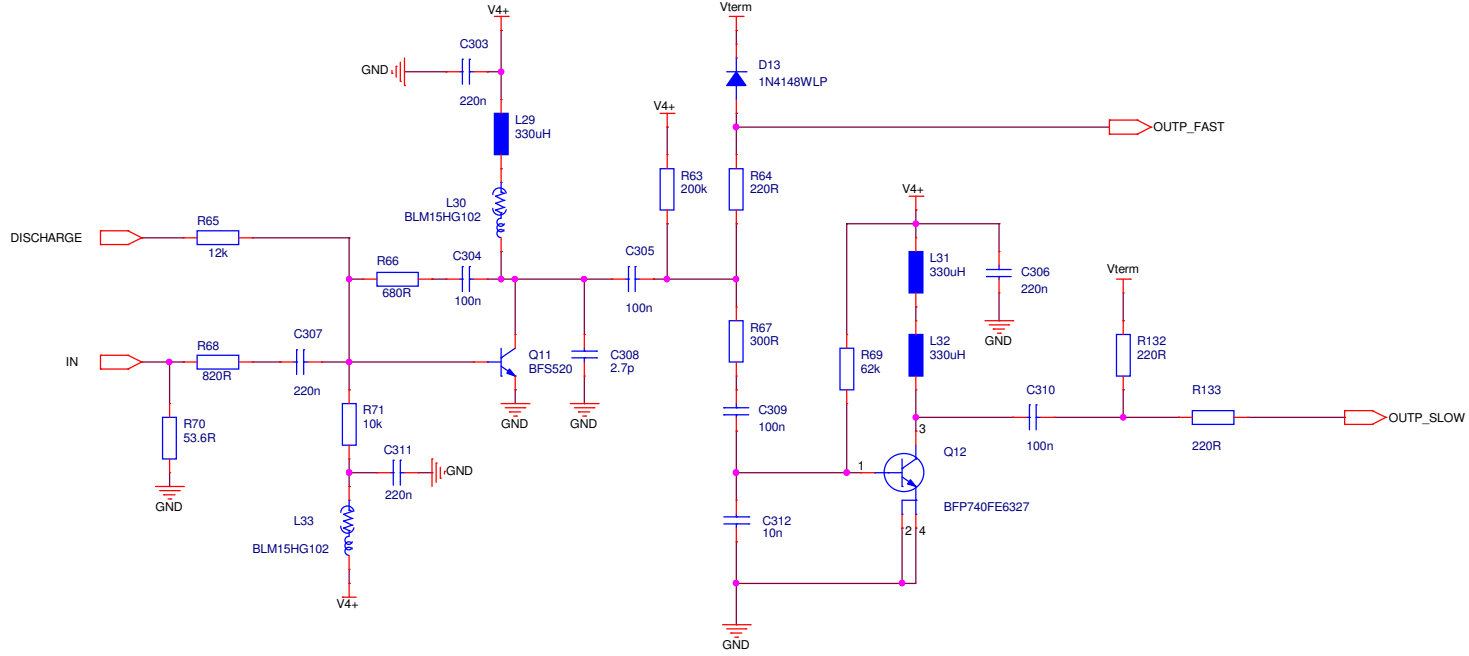 V4+
Vterm
C303
GND
220n
D13
1N4148WLP
L29
330uH
V4+
OUTP_FAST
R63
200k
R64
220R
L30
BLM15HG102
V4+
R65
DISCHARGE
12k
R66
C304
C305
680R
100n
100n
L31
330uH
C306
220n
Vterm
R67
300R
GND
C307
R68
IN
820R
220n
Q11
BFS520
C308
2.7p
R69
62k
L32
330uH
R132
220R
R70
53.6R
R71
10k
GND
GND
C309
100n
C310
R133
OUTP_SLOW
3
100n
220R
C311
GND
1
Q12
220n
GND
L33
BLM15HG102
C312
10n
BFP740FE6327
2
4
V4+
GND